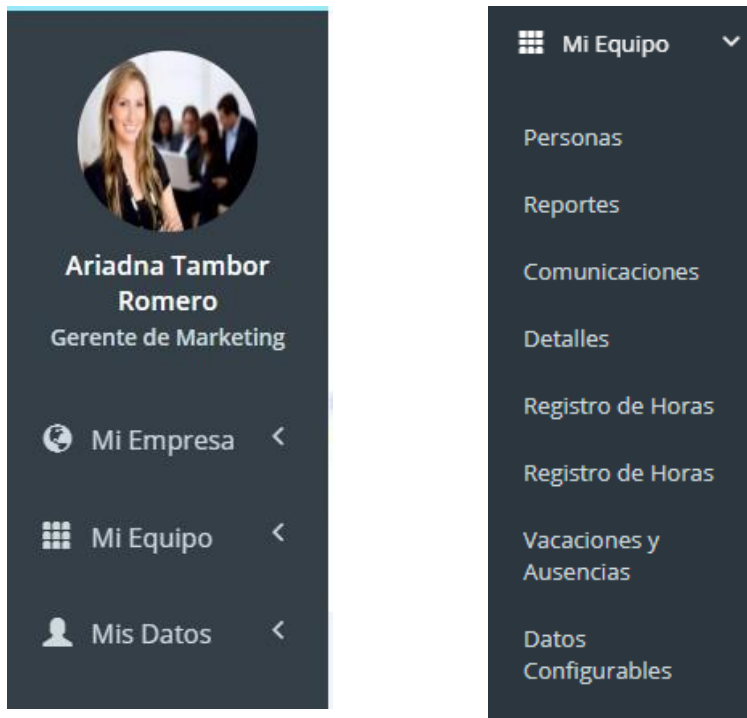 Ariadna Tambor
Romero
Gerente de Marketing
Mi Empresa
Mi Equipo
Mis Datos
Mi Equipo
Personas
Reportes
Comunicaciones
Detalles
Registro de Horas
Registro de Horas
Vacaciones y
Ausencias
Datos
Configurables